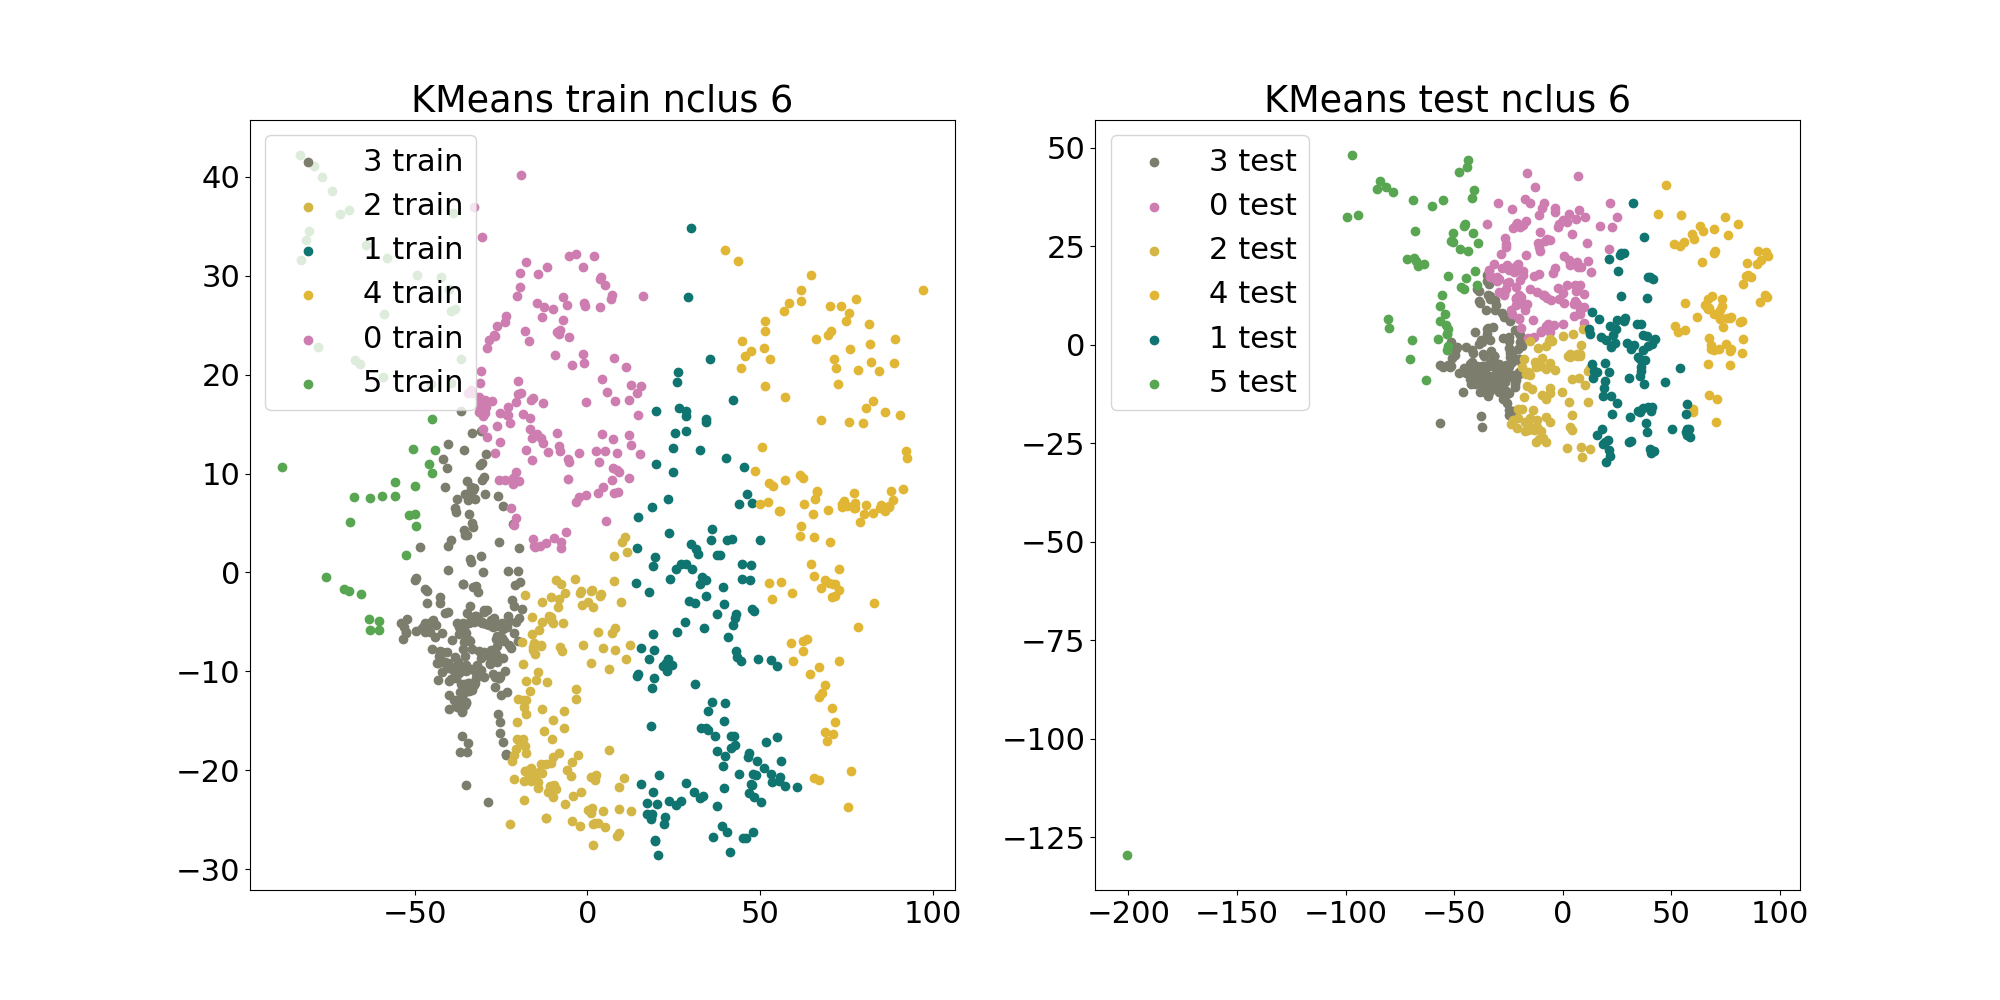 KMeans train nclus 6
40
30
20
10
0
−10
−20
−30
−50
0
50
100
3 train
2 train
1 train
4 train
0 train
5 train
KMeans test nclus 6
50
25
0
−25
−50
−75
−100
−125
−200
−150
−100
−50
0
50
100
3 test
0 test
2 test
4 test
1 test
5 test